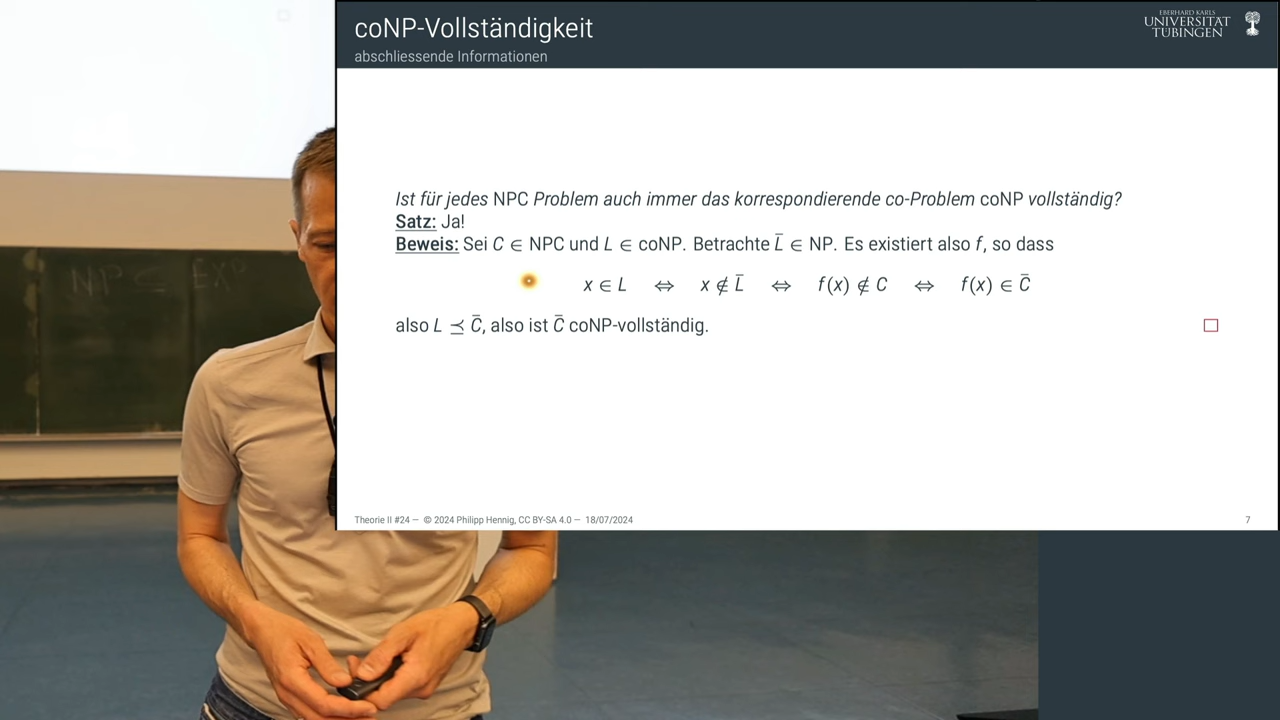 coNP-Vollständigkeit
abschliessende Informationen
EBERHARD KARLS
UNIVERSITÄT
TÜBINGEN
Ist für jedes NPC Problem auch immer das korrespondierende co-Problem coNP vollständig?
Satz: Ja!
Beweis: Sei C ∈ NPC und L ∈ coNP. Betrachte L̄ ∈ NP. Es existiert also f, so dass
x ∈ L ⇔ x ∉ L̄ ⇔ f(x) ∉ C ⇔ f(x) ∈ C̄
also L ⪯ C̄, also ist C̄ coNP-vollständig.
□
NP ⊆ EXP
Theorie II #24 — © 2024 Philipp Hennig, CC BY-SA 4.0 — 18/07/2024
7